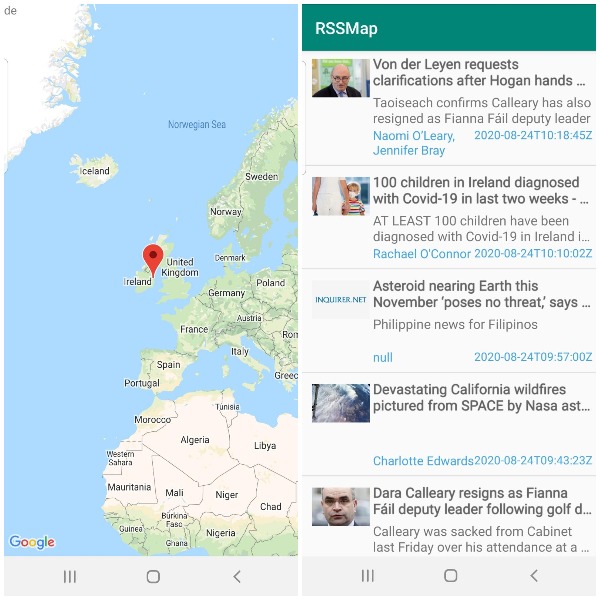 de
Norwegian Sea
Iceland
Sweden
Norway
United
Kingdom
Denmark
Ireland
Poland
Germany
Austria
France
Rom
Italy
Spain
Greec
Portugal
Tunisia
Morocco
Algeria
Libya
Western
Sahara
Mauritania
Mali
Niger
Chad
Burkina
Faso
Guinea
Nigeria
Ghana
Google
RSSMap
Von der Leyen requests
clarifications after Hogan hands ...
Taoiseach confirms Calleary has also
resigned as Fianna Fáil deputy leader
Naomi O'Leary,
Jennifer Bray
2020-08-24T10:18:45Z
100 children in Ireland diagnosed
with Covid-19 in last two weeks - ...
AT LEAST 100 children have been
diagnosed with Covid-19 in Ireland i...
Rachael O'Connor 2020-08-24T10:10:02Z
INQUIRER.NET
Asteroid nearing Earth this
November ‘poses no threat,’ says ...
Philippine news for Filipinos
null 2020-08-24T09:57:00Z
Devastating California wildfires
pictured from SPACE by Nasa ast...
Charlotte Edwards 2020-08-24T09:43:23Z
Dara Calleary resigns as Fianna
Fáil deputy leader following golf d...
Calleary was sacked from Cabinet
last Friday over his attendance at a ...